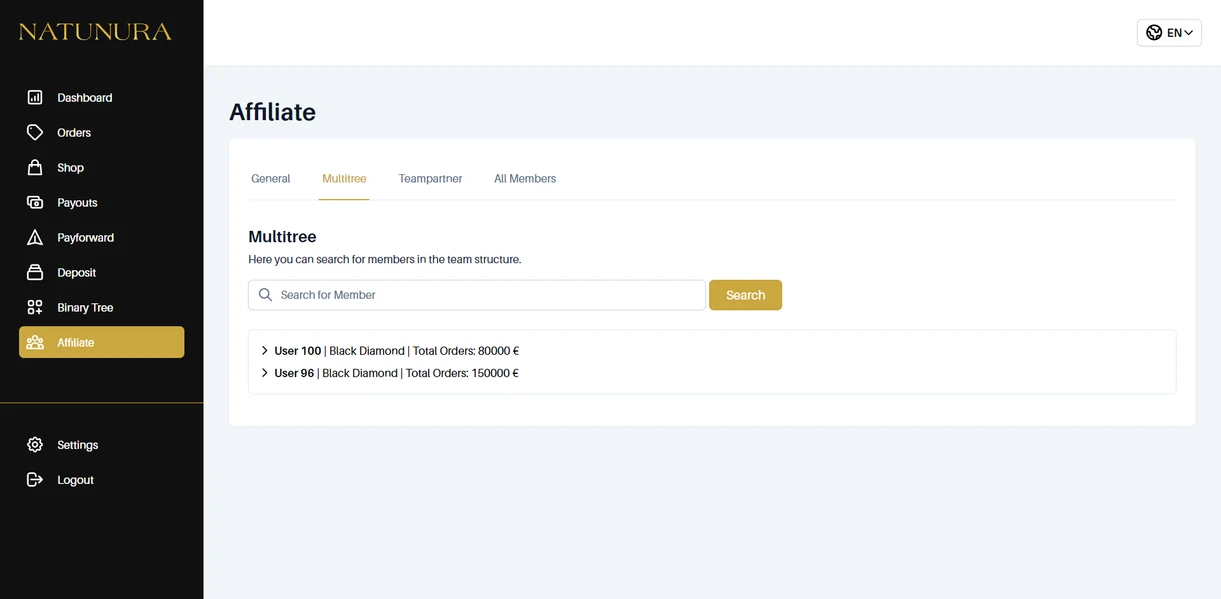 NATUNURA
EN
Dashboard
Orders
Shop
Payouts
Payforward
Deposit
Binary Tree
Affiliate
Settings
Logout
Affiliate
General Multitree Teampartner All Members
Multitree
Here you can search for members in the team structure.
Search for Member Search
User 100 | Black Diamond | Total Orders: 80000 €
User 96 | Black Diamond | Total Orders: 150000 €